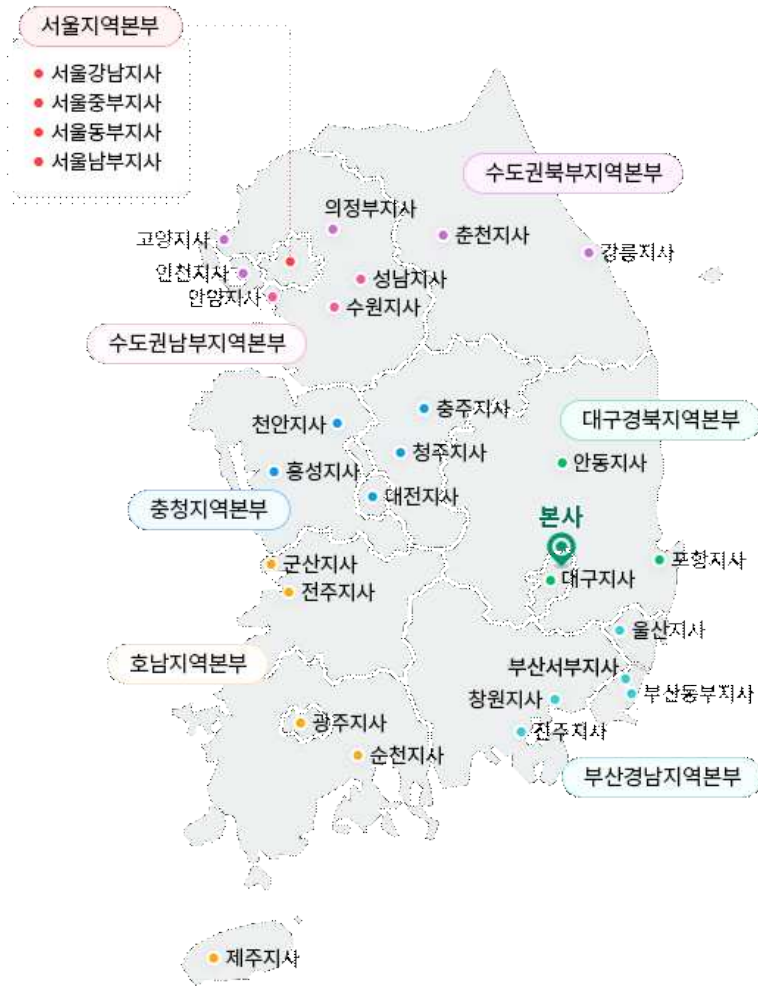 서울지역본부
서울강남지사
서울중부지사
서울동부지사
서울남부지사
수도권북부지역본부
의정부지사
고양지사
춘천지사
강릉지사
인천지사
성남지사
안양지사
수원지사
수도권남부지역본부
충주지사
천안지사
대구경북지역본부
청주지사
안동지사
홍성지사
대전지사
충청지역본부
본사
군산지사
포항지사
대구지사
전주지사
울산지사
호남지역본부
부산서부지사
부산동부지사
창원지사
광주지사
진주지사
순천지사
부산경남지역본부
제주지사